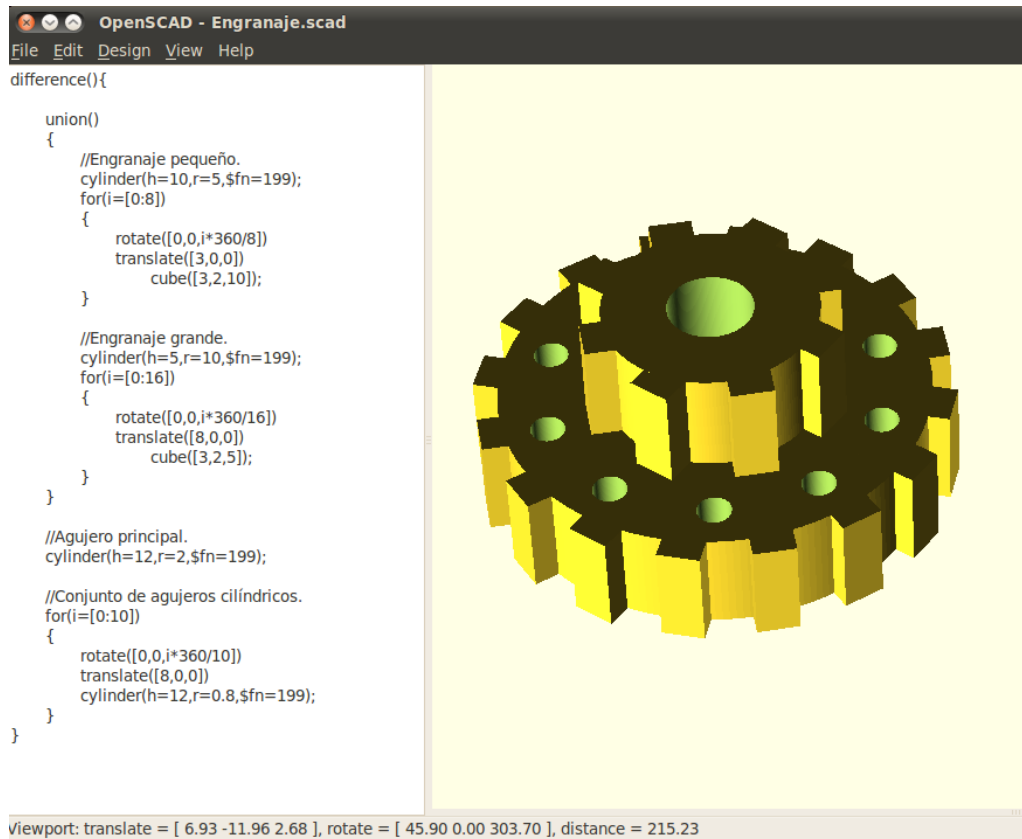 OpenSCAD - Engranaje.scad
File Edit Design View Help
difference(){
union()
{
//Engranaje pequeño.
cylinder(h=10,r=5,$fn=199);
for(i=[0:8])
{
rotate([0,0,i*360/8])
translate([3,0,0])
cube([3,2,10]);
}
//Engranaje grande.
cylinder(h=5,r=10,$fn=199);
for(i=[0:16])
{
rotate([0,0,i*360/16])
translate([8,0,0])
cube([3,2,5]);
}
}
//Agujero principal.
cylinder(h=12,r=2,$fn=199);
//Conjunto de agujeros cilíndricos.
for(i=[0:10])
{
rotate([0,0,i*360/10])
translate([8,0,0])
cylinder(h=12,r=0.8,$fn=199);
}
}
Viewport: translate = [ 6.93 -11.96 2.68 ], rotate = [ 45.90 0.00 303.70 ], distance = 215.23